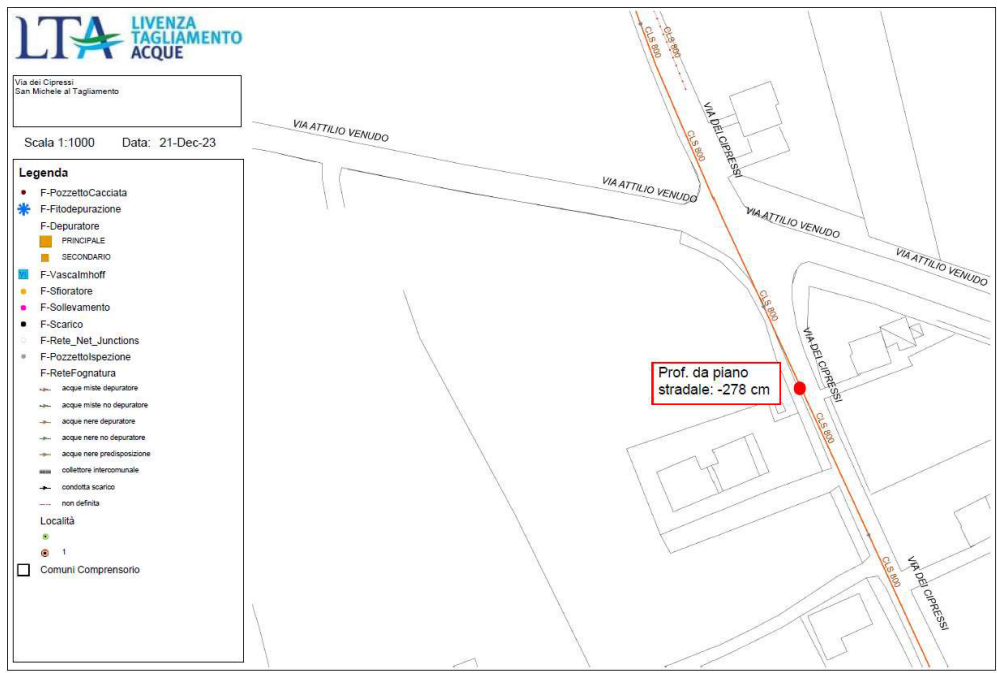 LTA
LIVENZA
TAGLIAMENTO
ACQUE
Via dei Cipressi
San Michele al Tagliamento
Scala 1:1000 Data: 21-Dec-23
Legenda
F-PozzettoCacciata
F-Fitodepurazione
F-Depuratore
PRINCIPALE
SECONDARIO
F-VascaImhoff
F-Sfioratore
F-Sollevamento
F-Scarico
F-Rete_Net_Junctions
F-PozzettoIspezione
F-ReteFognatura
acque miste depuratore
acque miste no depuratore
acque nere depuratore
acque nere no depuratore
acque nere predisposizione
collettore intercomunale
condotta scarico
non definita
Località
1
Comuni Comprensorio
CLS 800
CLS 800
VIA DEI CIPRESSI
VIA ATTILIO VENUDO
CLS 800
VIA ATTILIO VENUDO
VIA ATTILIO VENUDO
VIA ATTILIO VENUDO
CLS 800
VIA DEI CIPRESSI
Prof. da piano
stradale: -278 cm
CLS 800
CLS 800
VIA DEI CIPRESSI